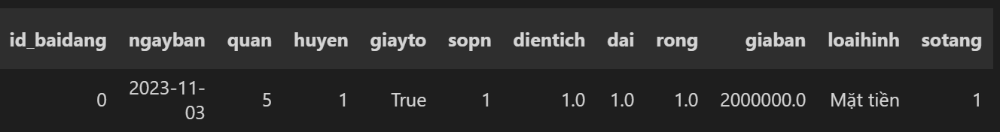 id_baidang ngayban quan huyen giayto sopn dientich dai rong giaban loaihinh sotang
0 2023-11-03 5 1 True 1 1.0 1.0 1.0 2000000.0 Mặt tiền 1